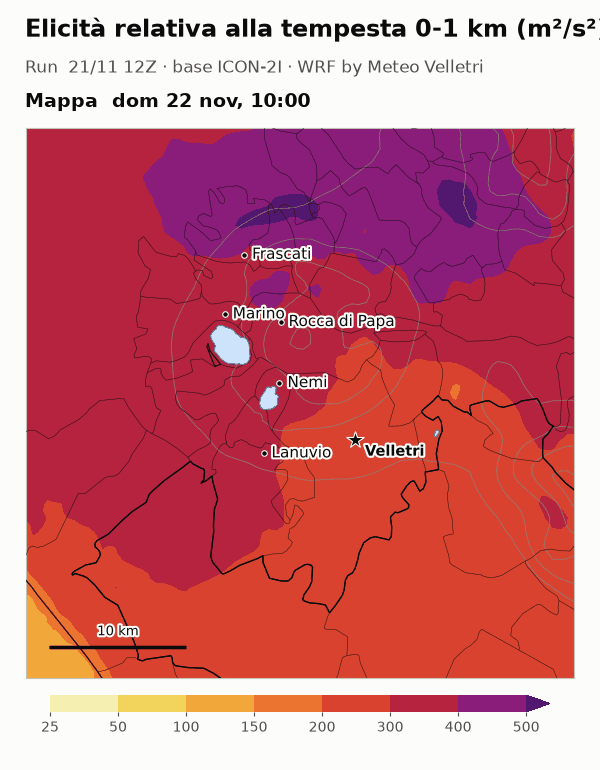 Elicità relativa alla tempesta 0-1 km (m²/s²)
Run  21/11 12Z · base ICON-2I · WRF by Meteo Velletri
Mappa  dom 22 nov, 10:00
Frascati
Marino
Rocca di Papa
Nemi
Velletri
Lanuvio
10 km
25 50 100 150 200 300 400 500